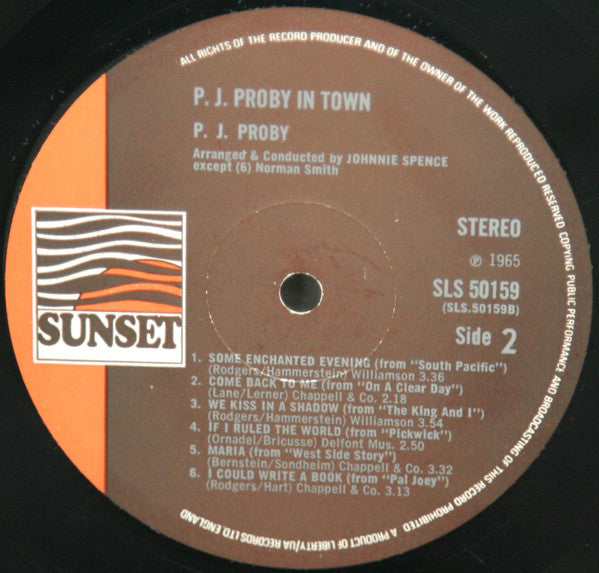 ALL RIGHTS OF THE RECORD PRODUCER AND OF THE OWNER OF THE WORK REPRODUCED RESERVED COPYING PUBLIC PERFORMANCE AND BROADCASTING OF THIS RECORD PROHIBITED A PRODUCT OF LIBERTY/UA RECORDS LTD ENGLAND
P. J. PROBY IN TOWN
P. J. PROBY
Arranged & Conducted by JOHNNIE SPENCE
except (6) Norman Smith
STEREO
℗ 1965
SLS 50159
(SLS.50159B)
Side 2
SUNSET
1. SOME ENCHANTED EVENING (from "South Pacific")
(Rodgers/Hammerstein) Williamson 3.36
2. COME BACK TO ME (from "On A Clear Day")
(Lane/Lerner) Chappell & Co. 2.18
3. WE KISS IN A SHADOW (from "The King And I")
(Rodgers/Hammerstein) Williamson 3.54
4. IF I RULED THE WORLD (from "Pickwick")
(Ornadel/Bricusse) Delfont Mus. 2.50
5. MARIA (from "West Side Story")
(Bernstein/Sondheim) Chappell & Co. 3.32
6. I COULD WRITE A BOOK (from "Pal Joey")
(Rodgers/Hart) Chappell & Co. 3.13